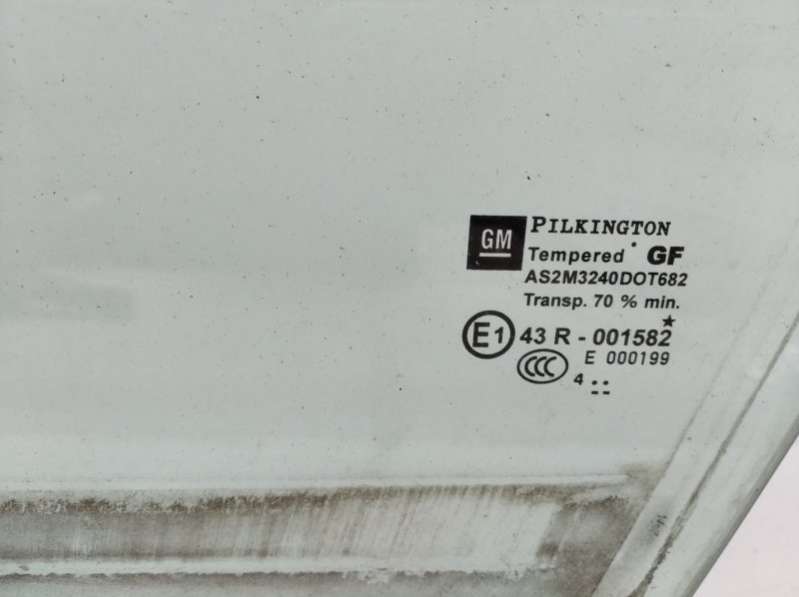 GM
PILKINGTON
Tempered GF
AS2M3240DOT682
Transp. 70 % min.
E1 43 R - 001582
E 000199
CCC
4